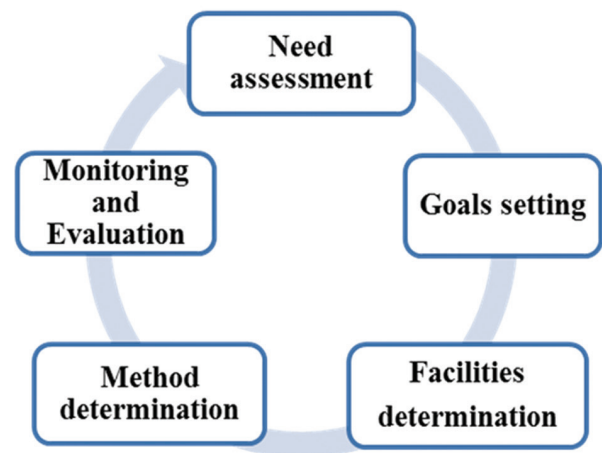 Need
assessment
Goals setting
Facilities
determination
Method
determination
Monitoring
and
Evaluation